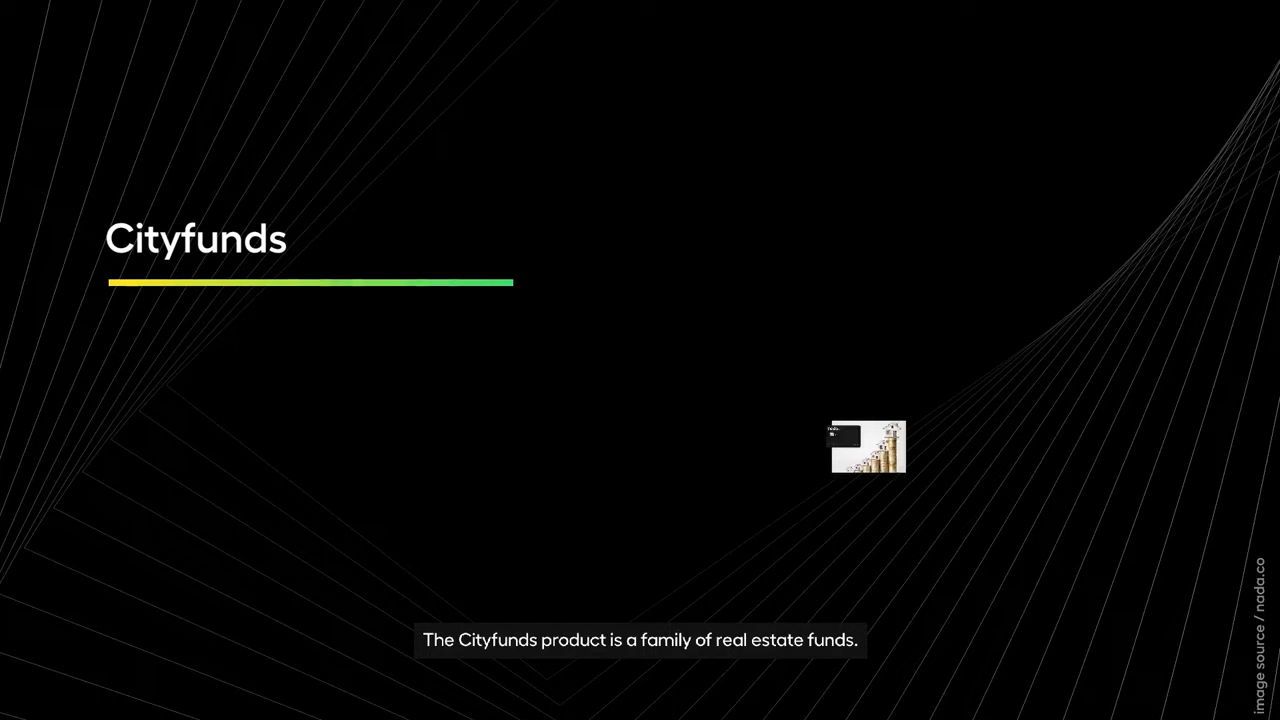 Cityfunds
The Cityfunds product is a family of real estate funds.
image source / nada.co